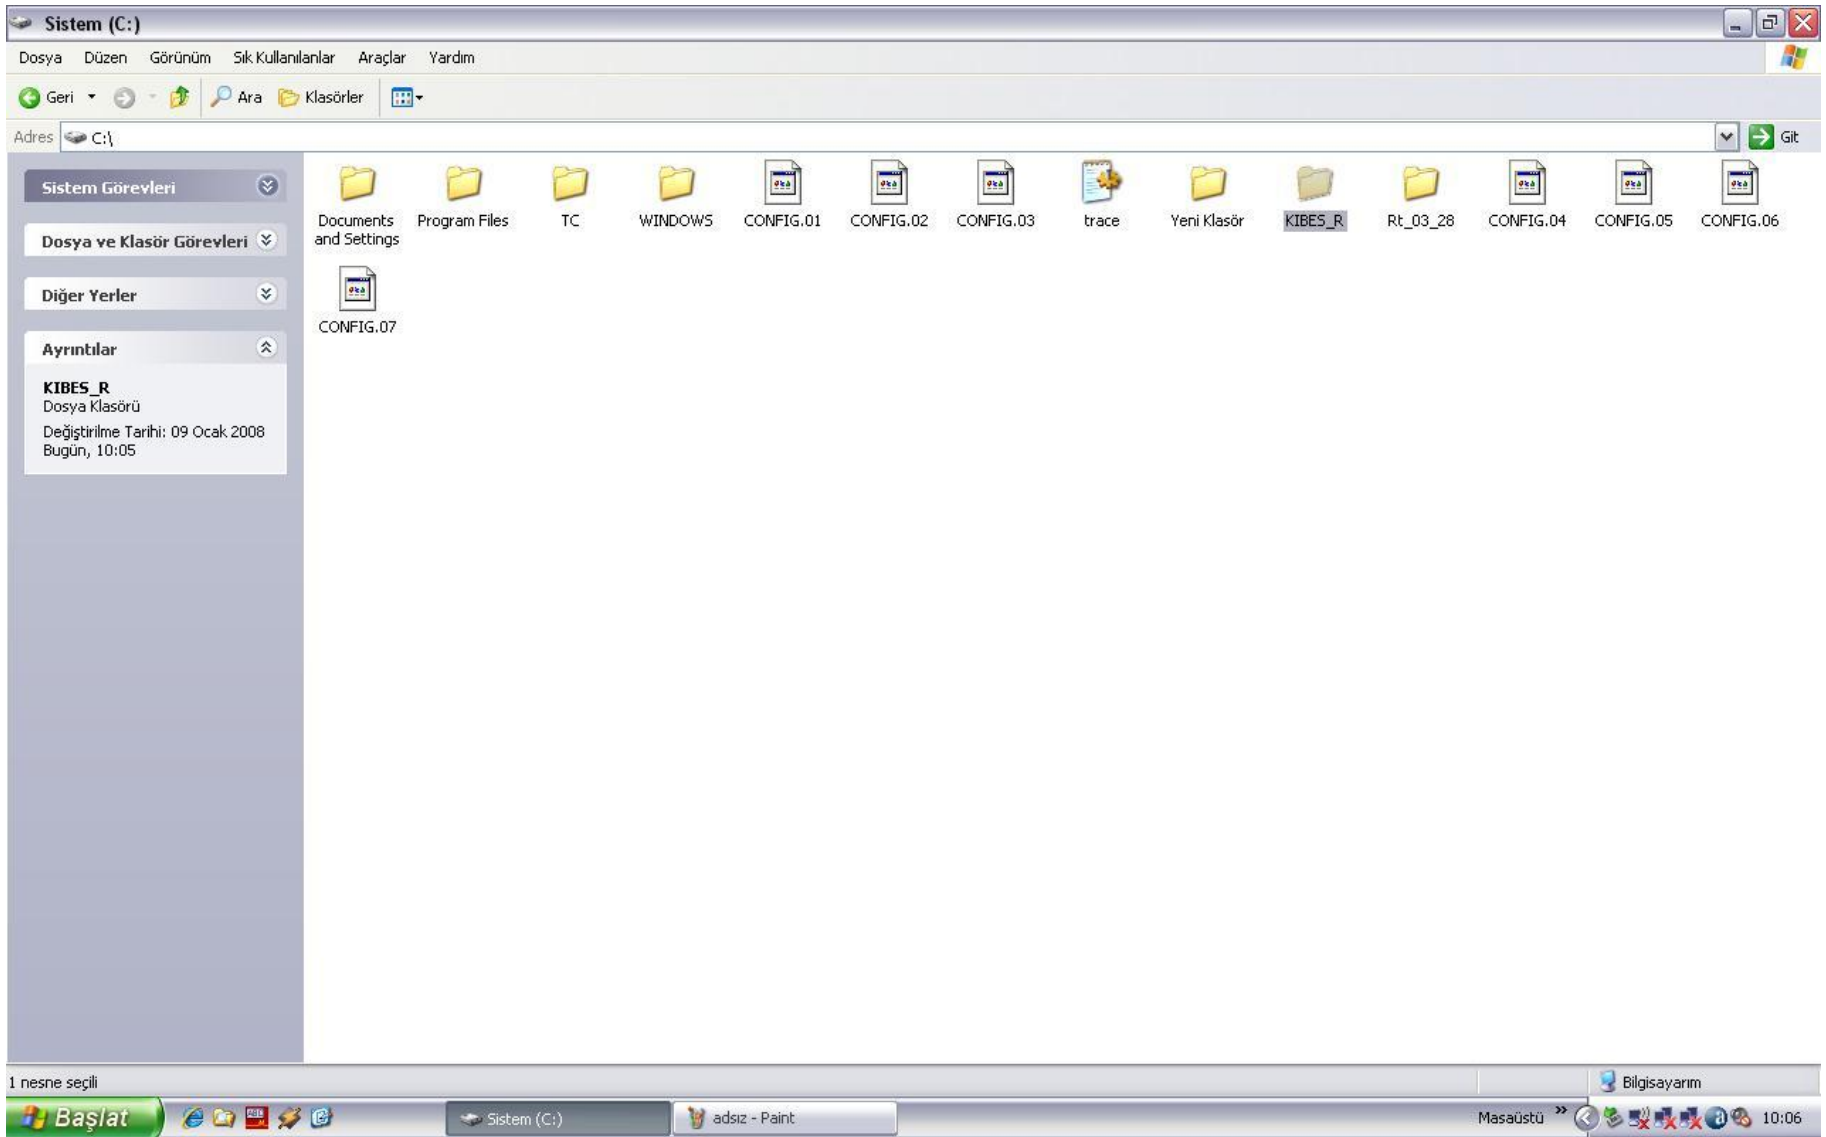 Sistem (C:)
Dosya Düzen Görünüm Sık Kullanılanlar Araçlar Yardım
Geri Ara Klasörler
Adres C:\ Git
Sistem Görevleri
Dosya ve Klasör Görevleri
Diğer Yerler
Ayrıntılar
KIBES_R
Dosya Klasörü
Değiştirilme Tarihi: 09 Ocak 2008
Bugün, 10:05
Documents
and Settings
Program Files
TC
WINDOWS
CONFIG.01
CONFIG.02
CONFIG.03
trace
Yeni Klasör
KIBES_R
Rt_03_28
CONFIG.04
CONFIG.05
CONFIG.06
CONFIG.07
1 nesne seçili Bilgisayarım
Başlat Sistem (C:) adsız - Paint Masaüstü » 10:06